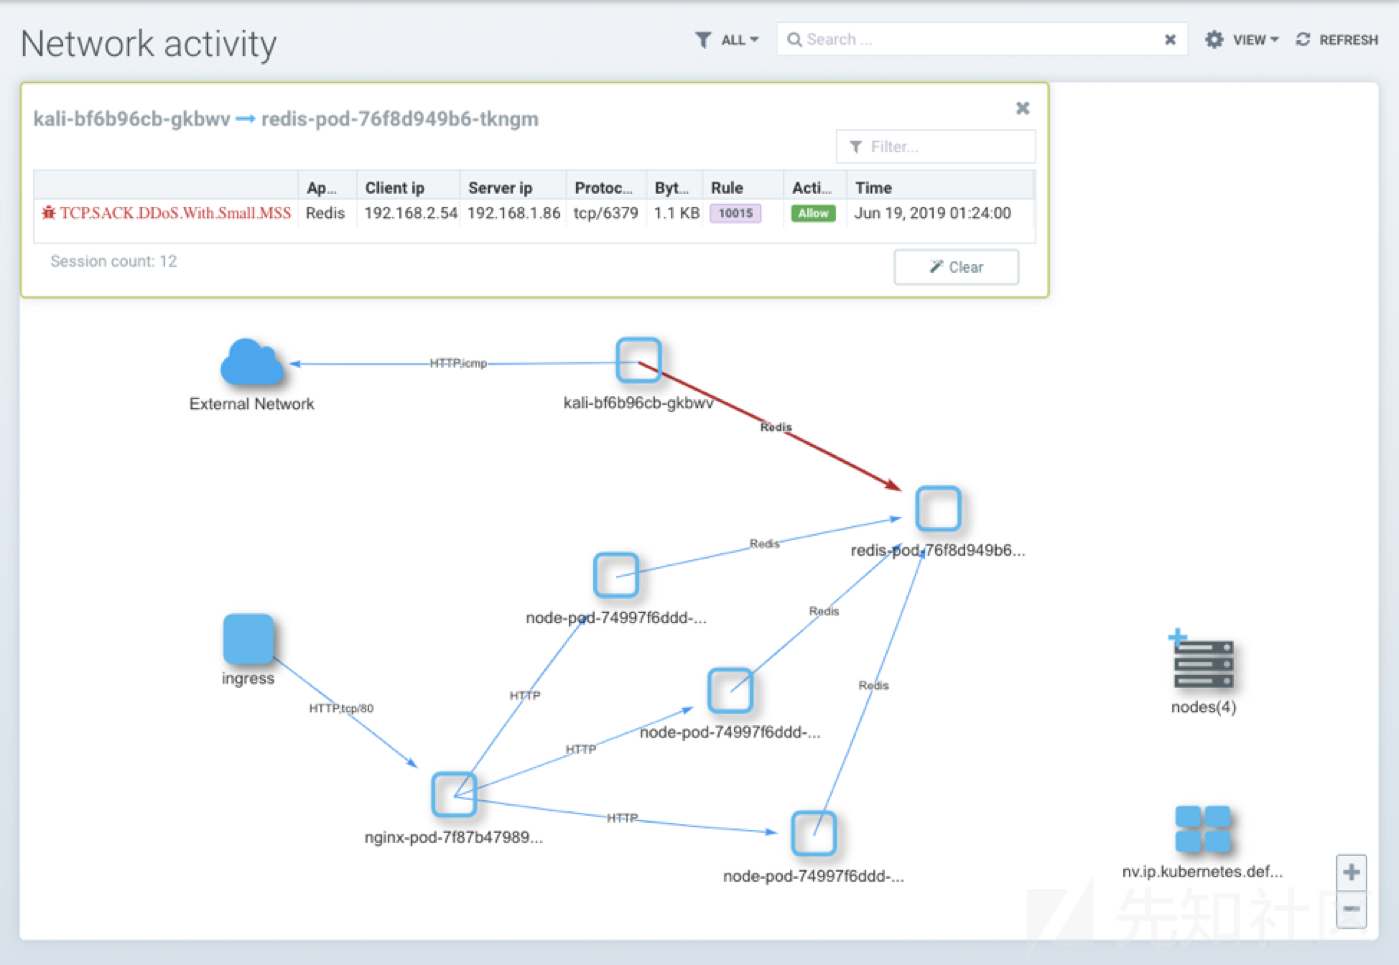 Network activity
ALL
Search ...
VIEW
REFRESH
kali-bf6b96cb-gkbwv redis-pod-76f8d949b6-tkngm
Filter...
Ap... Client ip Server ip Protoc... Byt... Rule Acti... Time
TCP.SACK.DDoS.With.Small.MSS Redis 192.168.2.54 192.168.1.86 tcp/6379 1.1 KB 10015 Allow Jun 19, 2019 01:24:00
Session count: 12
Clear
HTTP,icmp
External Network
kali-bf6b96cb-gkbwv
Redis
redis-pod-76f8d949b6...
Redis
node-pod-74997f6ddd-...
Redis
ingress
HTTP
Redis
HTTP,tcp/80
nodes(4)
node-pod-74997f6ddd-...
HTTP
HTTP
nginx-pod-7f87b47989...
node-pod-74997f6ddd-...
nv.ip.kubernetes.def...
先知社区